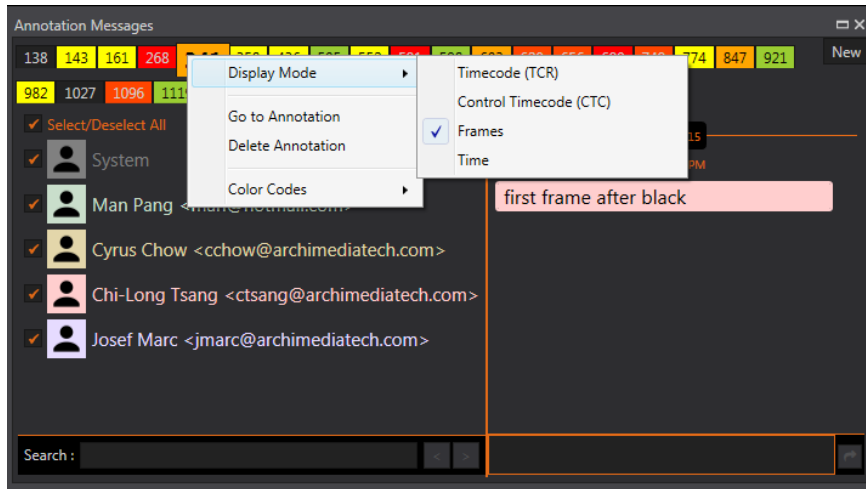 Annotation Messages
138 143 161 268 774 847 921 New
982 1027 1096
Display Mode
Go to Annotation
Delete Annotation
Color Codes
Timecode (TCR)
Control Timecode (CTC)
Frames
Time
Select/Deselect All
15
PM
System
Man Pang
first frame after black
Cyrus Chow <cchow@archimediatech.com>
Chi-Long Tsang <ctsang@archimediatech.com>
Josef Marc <jmarc@archimediatech.com>
Search :
< >